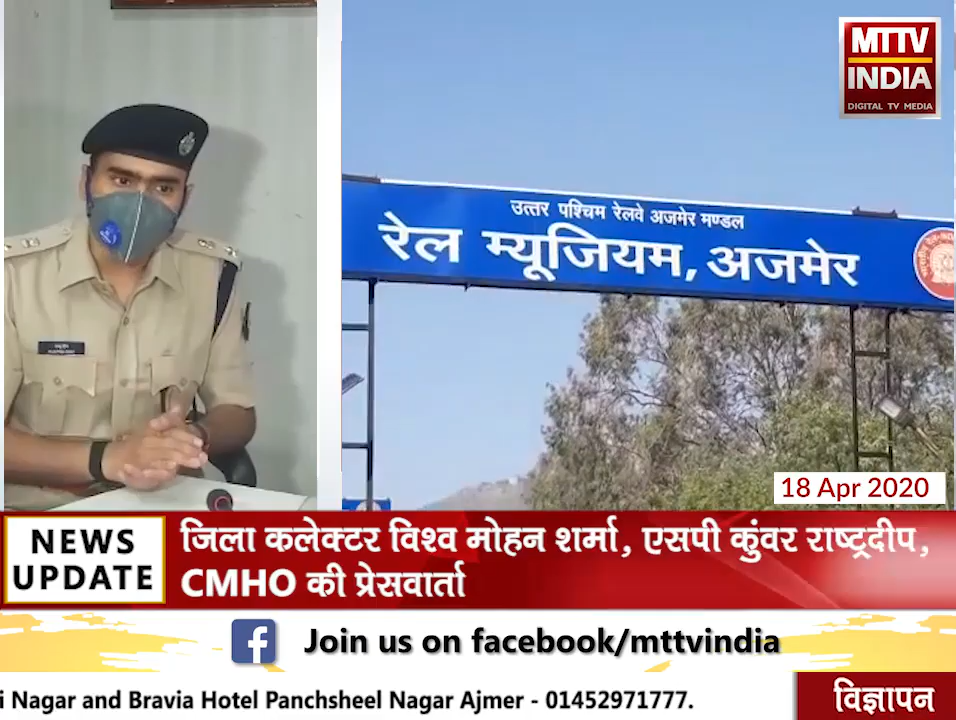 MTTV
INDIA
DIGITAL TV MEDIA
उत्तर पश्चिम रेलवे अजमेर मण्डल
रेल म्यूजियम, अजमेर
18 Apr 2020
NEWS
UPDATE
जिला कलेक्टर विश्व मोहन शर्मा, एसपी कुंवर राष्ट्रदीप,
CMHO की प्रेसवार्ता
Join us on facebook/mttvindia
i Nagar and Bravia Hotel Panchsheel Nagar Ajmer - 01452971777.
विज्ञापन